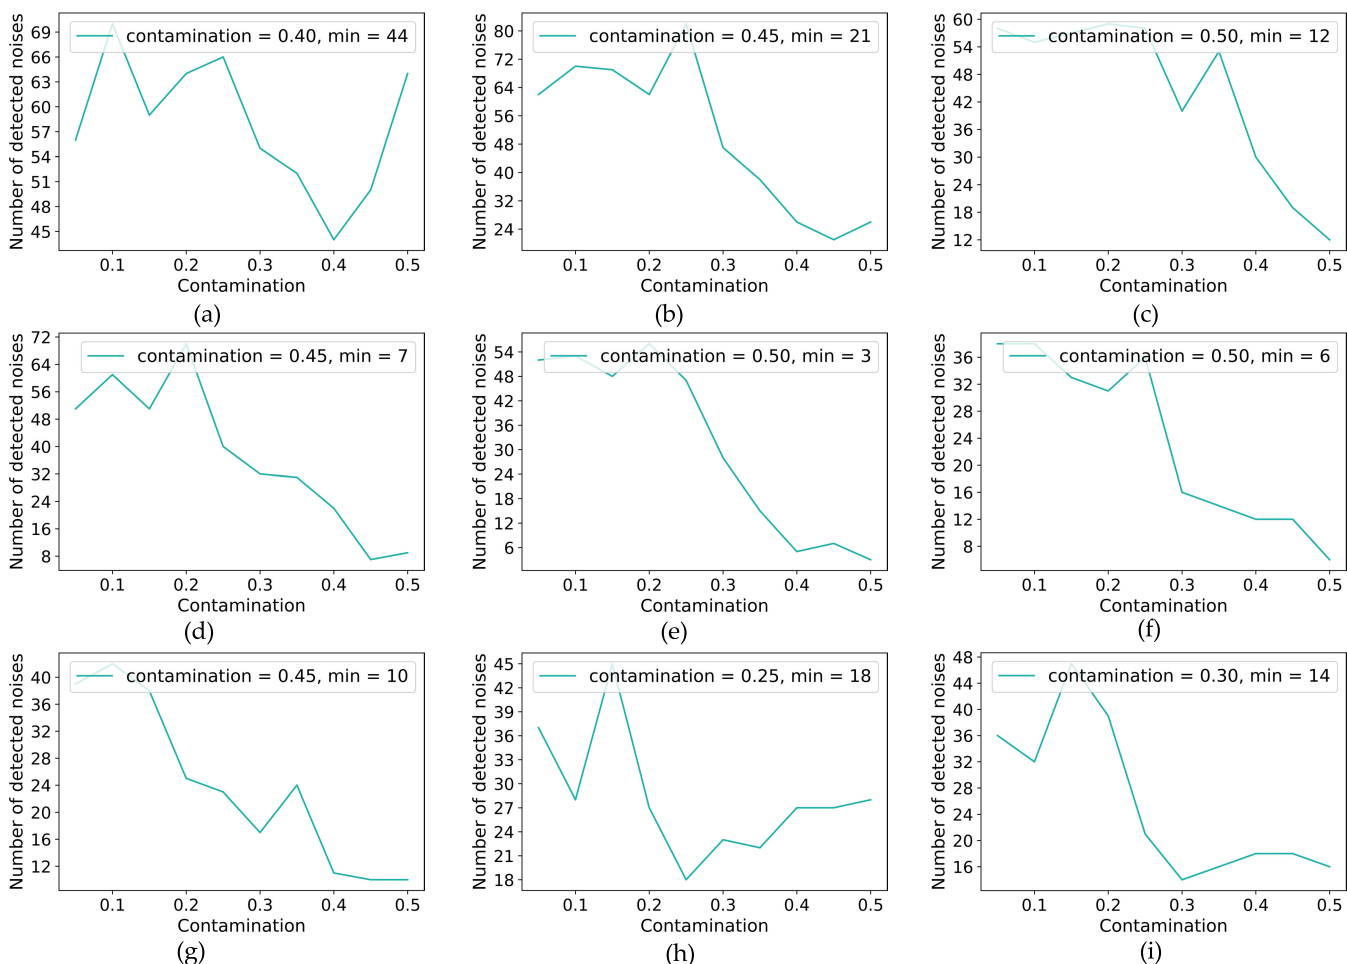 Number of detected noises
69
66
63
60
57
54
51
48
45
contamination = 0.40, min = 44
0.1 0.2 0.3 0.4 0.5
Contamination
(a)
Number of detected noises
80
72
64
56
48
40
32
24
contamination = 0.45, min = 21
0.1 0.2 0.3 0.4 0.5
Contamination
(b)
Number of detected noises
60
54
48
42
36
30
24
18
12
contamination = 0.50, min = 12
0.1 0.2 0.3 0.4 0.5
Contamination
(c)
Number of detected noises
72
64
56
48
40
32
24
16
8
contamination = 0.45, min = 7
0.1 0.2 0.3 0.4 0.5
Contamination
(d)
Number of detected noises
54
48
42
36
30
24
18
12
6
contamination = 0.50, min = 3
0.1 0.2 0.3 0.4 0.5
Contamination
(e)
Number of detected noises
36
32
28
24
20
16
12
8
contamination = 0.50, min = 6
0.1 0.2 0.3 0.4 0.5
Contamination
(f)
Number of detected noises
40
36
32
28
24
20
16
12
contamination = 0.45, min = 10
0.1 0.2 0.3 0.4 0.5
Contamination
(g)
Number of detected noises
45
42
39
36
33
30
27
24
21
18
contamination = 0.25, min = 18
0.1 0.2 0.3 0.4 0.5
Contamination
(h)
Number of detected noises
48
44
40
36
32
28
24
20
16
contamination = 0.30, min = 14
0.1 0.2 0.3 0.4 0.5
Contamination
(i)